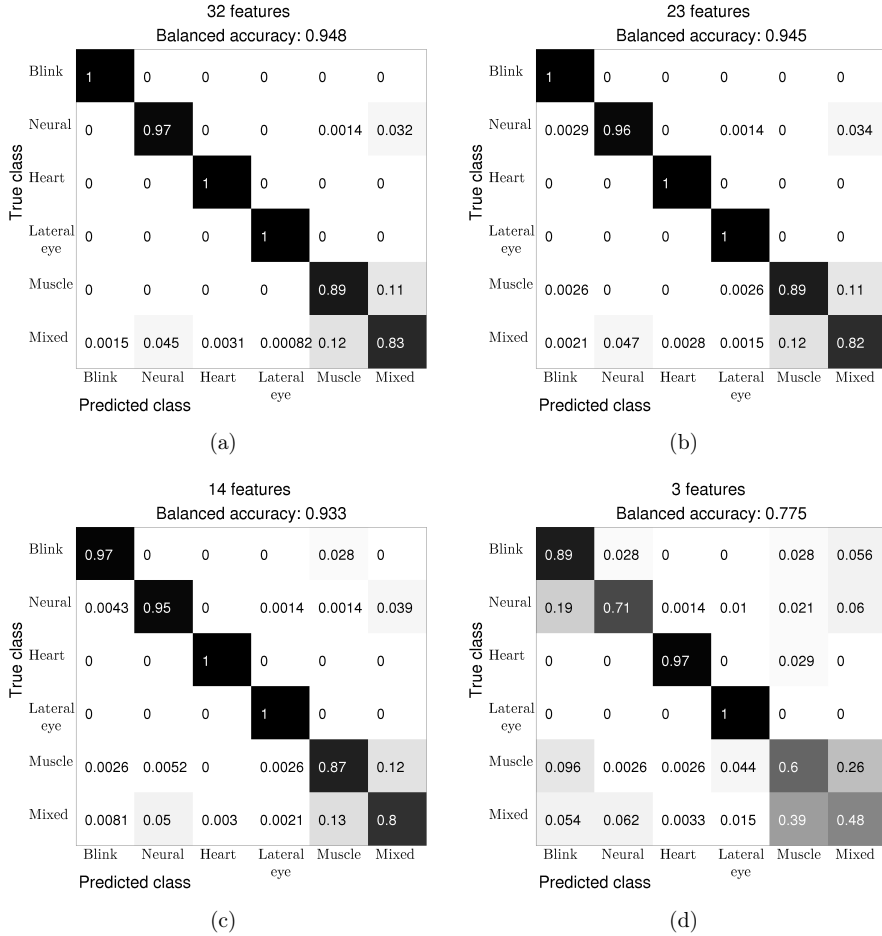 32 features
Balanced accuracy: 0.948
True class
Blink 1 0 0 0 0 0
Neural 0 0.97 0 0 0.0014 0.032
Heart 0 0 1 0 0 0
Lateral
eye 0 0 0 1 0 0
Muscle 0 0 0 0 0.89 0.11
Mixed 0.0015 0.045 0.0031 0.00082 0.12 0.83
Blink Neural Heart Lateral Muscle Mixed
eye
Predicted class
(a)
23 features
Balanced accuracy: 0.945
True class
Blink 1 0 0 0 0 0
Neural 0.0029 0.96 0 0.0014 0 0.034
Heart 0 0 1 0 0 0
Lateral
eye 0 0 0 1 0 0
Muscle 0.0026 0 0 0.0026 0.89 0.11
Mixed 0.0021 0.047 0.0028 0.0015 0.12 0.82
Blink Neural Heart Lateral Muscle Mixed
eye
Predicted class
(b)
14 features
Balanced accuracy: 0.933
True class
Blink 0.97 0 0 0 0.028 0
Neural 0.0043 0.95 0 0.0014 0.0014 0.039
Heart 0 0 1 0 0 0
Lateral
eye 0 0 0 1 0 0
Muscle 0.0026 0.0052 0 0.0026 0.87 0.12
Mixed 0.0081 0.05 0.003 0.0021 0.13 0.8
Blink Neural Heart Lateral Muscle Mixed
eye
Predicted class
(c)
3 features
Balanced accuracy: 0.775
True class
Blink 0.89 0.028 0 0 0.028 0.056
Neural 0.19 0.71 0.0014 0.01 0.021 0.06
Heart 0 0 0.97 0 0.029 0
Lateral
eye 0 0 0 1 0 0
Muscle 0.096 0.0026 0.0026 0.044 0.6 0.26
Mixed 0.054 0.062 0.0033 0.015 0.39 0.48
Blink Neural Heart Lateral Muscle Mixed
eye
Predicted class
(d)